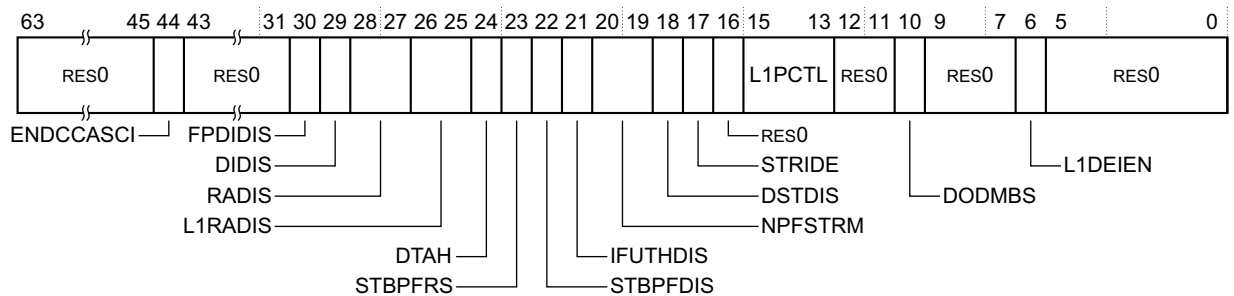 63 45 44 43 31 30 29 28 27 26 25 24 23 22 21 20 19 18 17 16 15 13 12 11 10 9 7 6 5 0
RES0 RES0 L1PCTL RES0 RES0 RES0
ENDCCASCI FPDIDIS RES0
DIDIS STRIDE L1DEIEN
RADIS DSTDIS DODMBS
L1RADIS NPFSTRM
DTAH IFUTHDIS
STBPFRS STBPFDIS